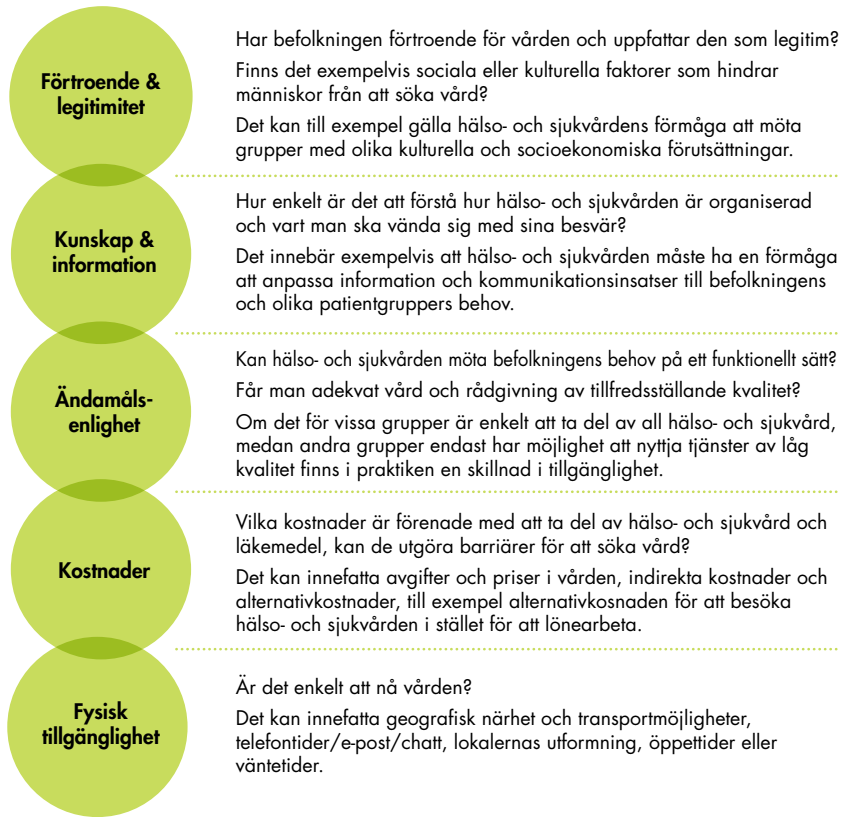 Förtroende &
legitimitet
Har befolkningen förtroende för vården och uppfattar den som legitim?
Finns det exempelvis sociala eller kulturella faktorer som hindrar
människor från att söka vård?
Det kan till exempel gälla hälso- och sjukvårdens förmåga att möta
grupper med olika kulturella och socioekonomiska förutsättningar.
Kunskap &
information
Hur enkelt är det att förstå hur hälso- och sjukvården är organiserad
och vart man ska vända sig med sina besvär?
Det innebär exempelvis att hälso- och sjukvården måste ha en förmåga
att anpassa information och kommunikationsinsatser till befolkningens
och olika patientgruppers behov.
Ändamåls-
enlighet
Kan hälso- och sjukvården möta befolkningens behov på ett funktionellt sätt?
Får man adekvat vård och rådgivning av tillfredsställande kvalitet?
Om det för vissa grupper är enkelt att ta del av all hälso- och sjukvård,
medan andra grupper endast har möjlighet att nyttja tjänster av låg
kvalitet finns i praktiken en skillnad i tillgänglighet.
Kostnader
Vilka kostnader är förenade med att ta del av hälso- och sjukvård och
läkemedel, kan de utgöra barriärer för att söka vård?
Det kan innefatta avgifter och priser i vården, indirekta kostnader och
alternativkostnader, till exempel alternativkosnaden för att besöka
hälso- och sjukvården i stället för att lönearbeta.
Fysisk
tillgänglighet
Är det enkelt att nå vården?
Det kan innefatta geografisk närhet och transportmöjligheter,
telefontider/e-post/chatt, lokalernas utformning, öppettider eller
väntetider.